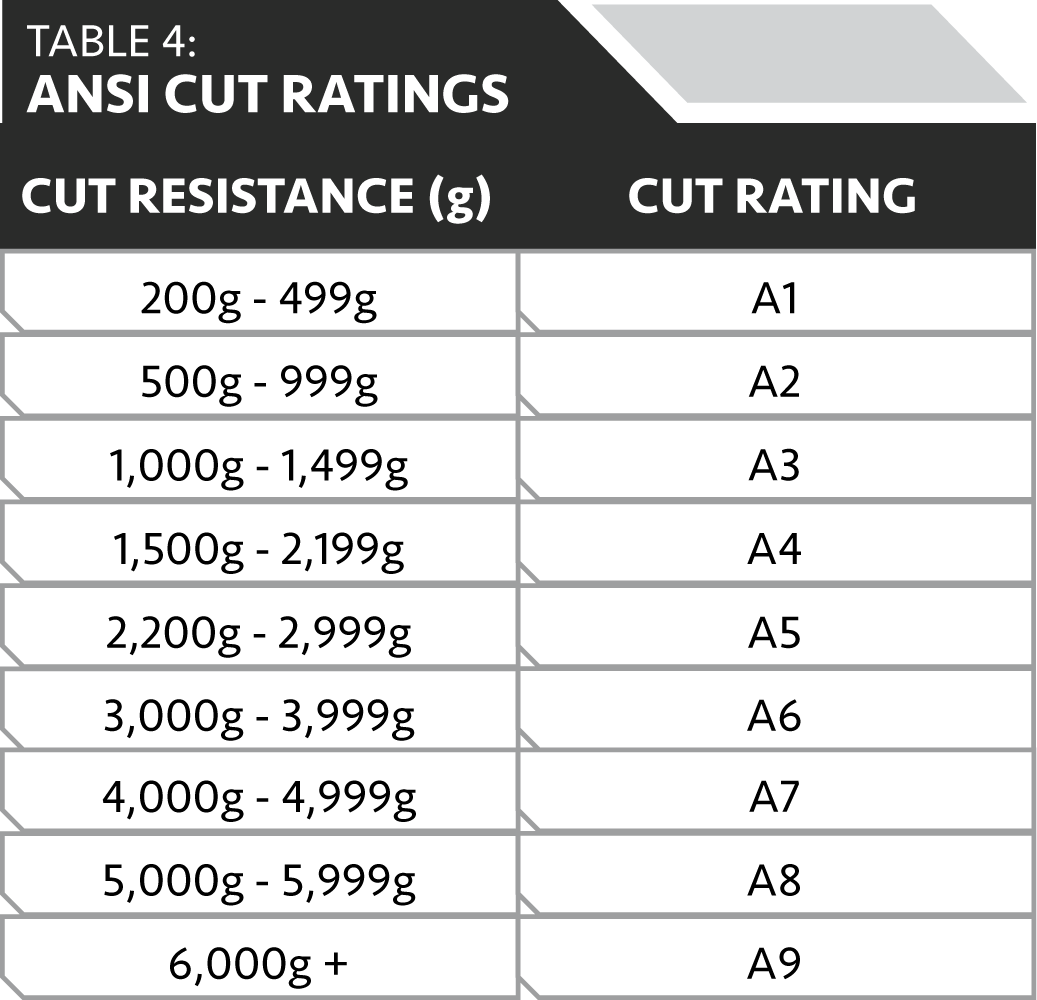 TABLE 4:
ANSI CUT RATINGS
CUT RESISTANCE (g) CUT RATING
200g - 499g A1
500g - 999g A2
1,000g - 1,499g A3
1,500g - 2,199g A4
2,200g - 2,999g A5
3,000g - 3,999g A6
4,000g - 4,999g A7
5,000g - 5,999g A8
6,000g + A9